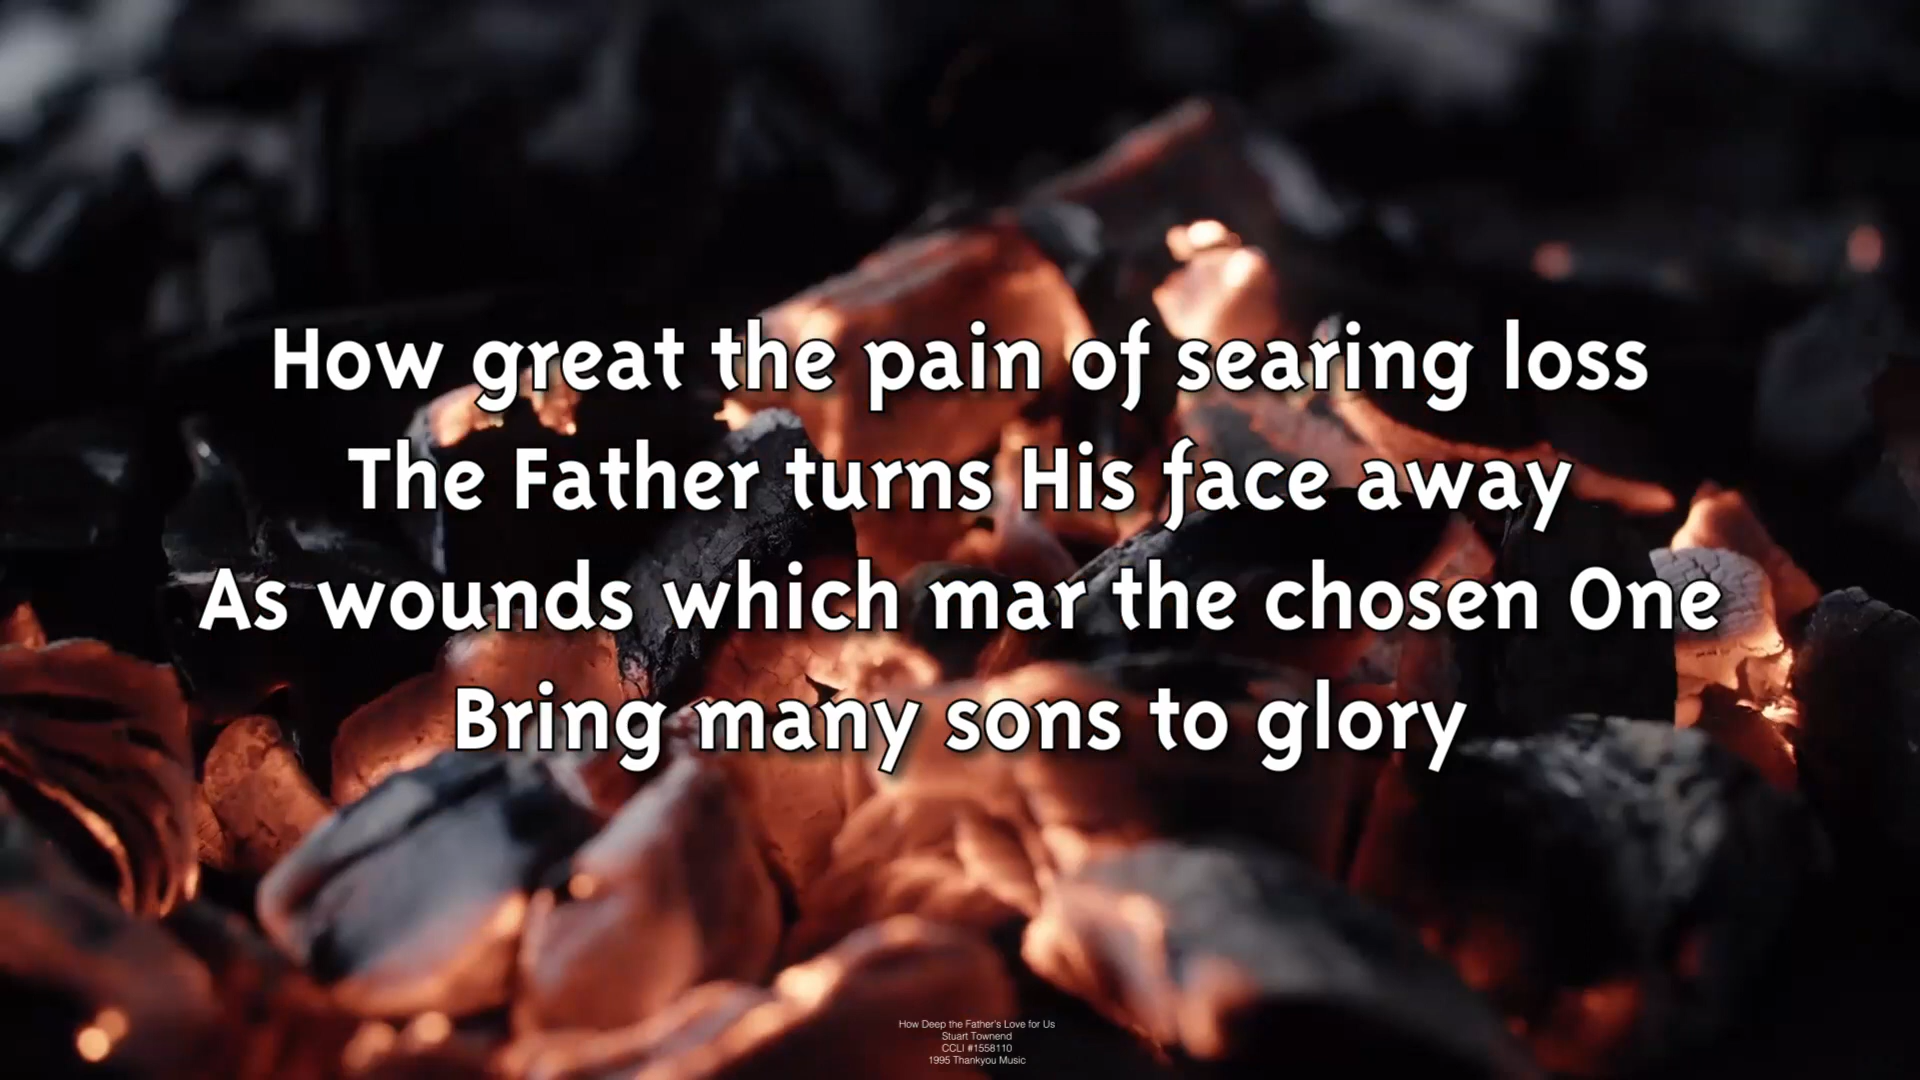 How great the pain of searing loss
The Father turns His face away
As wounds which mar the chosen One
Bring many sons to glory
How Deep the Father's Love for Us
Stuart Townend
CCLI #1558110
1995 Thankyou Music